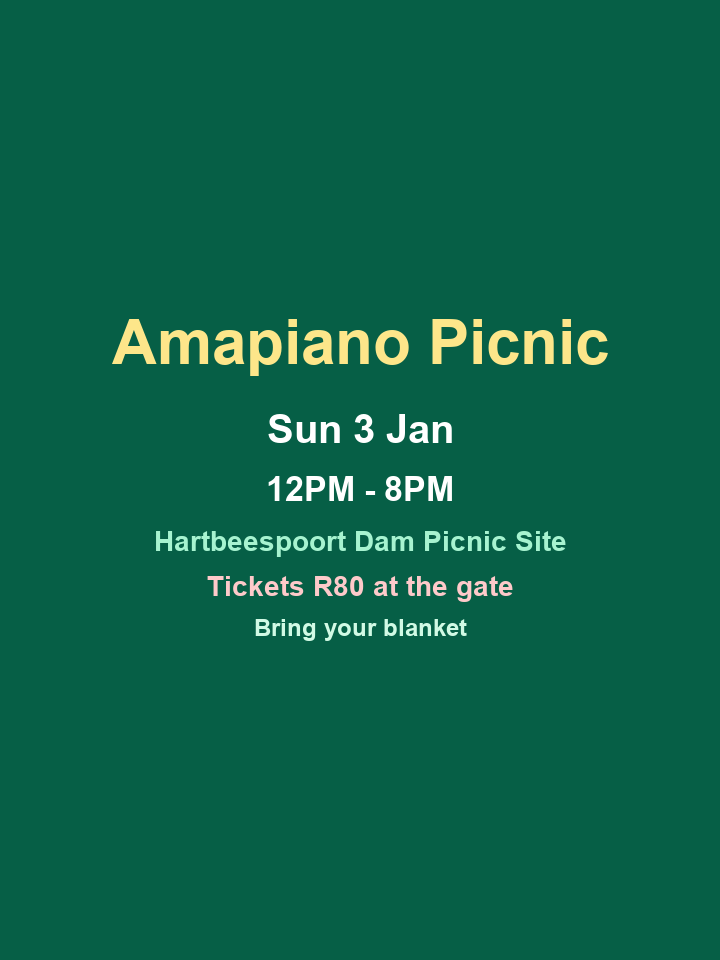 Amapiano Picnic
Sun 3 Jan
12PM - 8PM
Hartbeespoort Dam Picnic Site
Tickets R80 at the gate
Bring your blanket